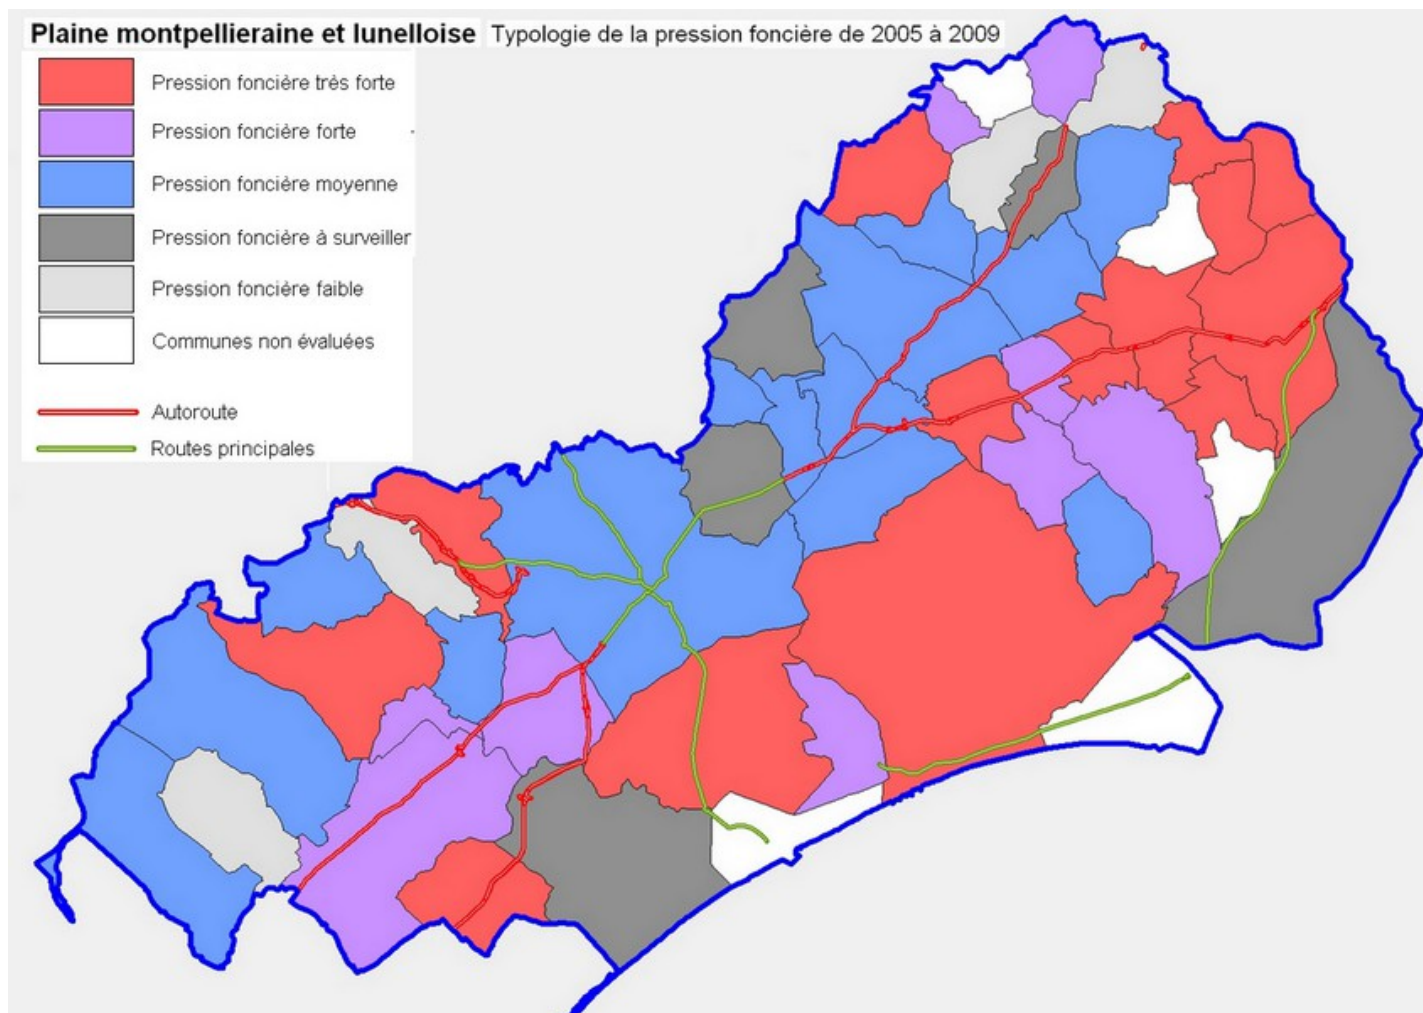 Plaine montpellieraine et lunelloise Typologie de la pression foncière de 2005 à 2009
Pression foncière très forte
Pression foncière forte
Pression foncière moyenne
Pression foncière à surveiller
Pression foncière faible
Communes non évaluées
Autoroute
Routes principales